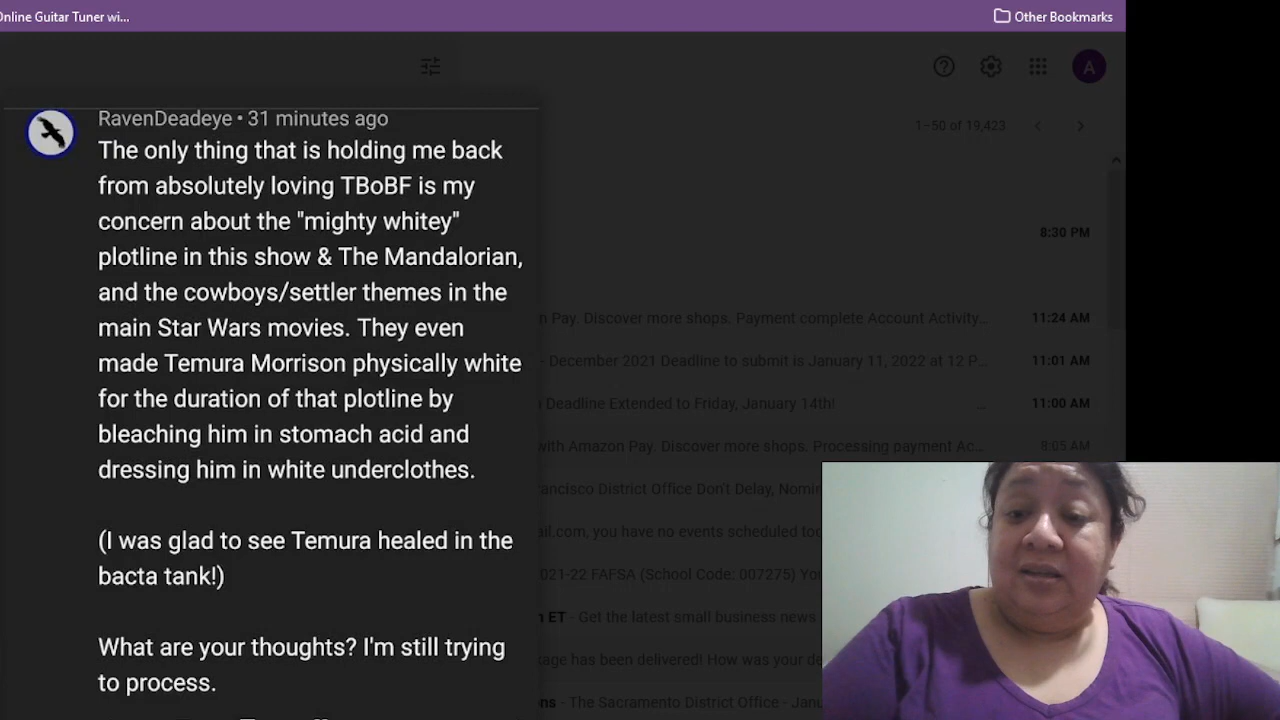 Online Guitar Tuner wi...
Other Bookmarks
A
1-50 of 19,423
RavenDeadeye • 31 minutes ago
The only thing that is holding me back
from absolutely loving TBoBF is my
concern about the "mighty whitey"
plotline in this show & The Mandalorian,
and the cowboys/settler themes in the
main Star Wars movies. They even
made Temura Morrison physically white
for the duration of that plotline by
bleaching him in stomach acid and
dressing him in white underclothes.
(I was glad to see Temura healed in the
bacta tank!)
What are your thoughts? I'm still trying
to process.
8:30 PM
n Pay. Discover more shops. Payment complete Account Activity... 11:24 AM
- December 2021 Deadline to submit is January 11, 2022 at 12 P... 11:01 AM
Deadline Extended to Friday, January 14th! ... 11:00 AM
with Amazon Pay. Discover more shops. Processing payment Ac... 8:05 AM
rancisco District Office Don't Delay, Nomin
ail.com, you have no events scheduled tod
021-22 FAFSA (School Code: 007275) Yo
n ET - Get the latest small business news
rage has been delivered! How was your de
ons - The Sacramento District Office - Janu